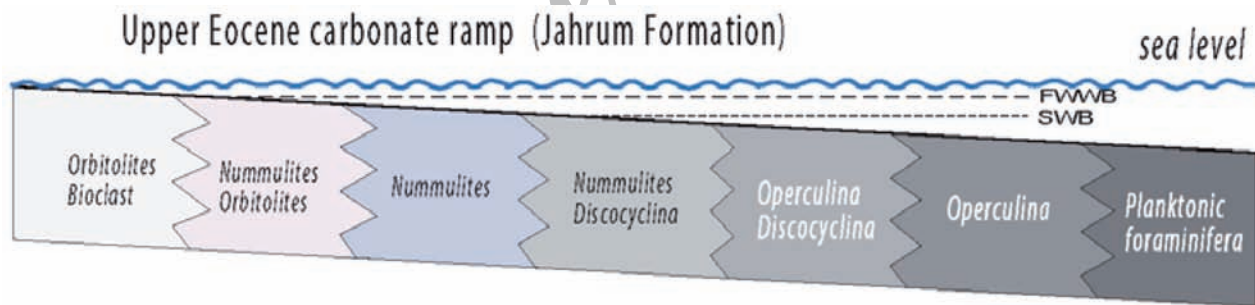 Upper Eocene carbonate ramp (Jahrum Formation)
sea level
FWWB
SWB
Orbitolites
Bioclast
Nummulites
Orbitolites
Nummulites
Nummulites
Discocyclina
Operculina
Discocyclina
Operculina
Planktonic
foraminifera